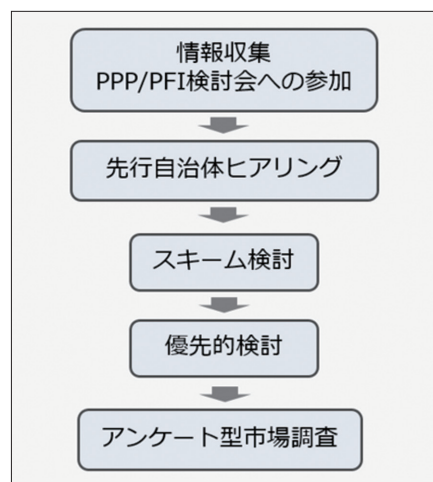 情報収集
PPP/PFI検討会への参加
先行自治体ヒアリング
スキーム検討
優先的検討
アンケート型市場調査